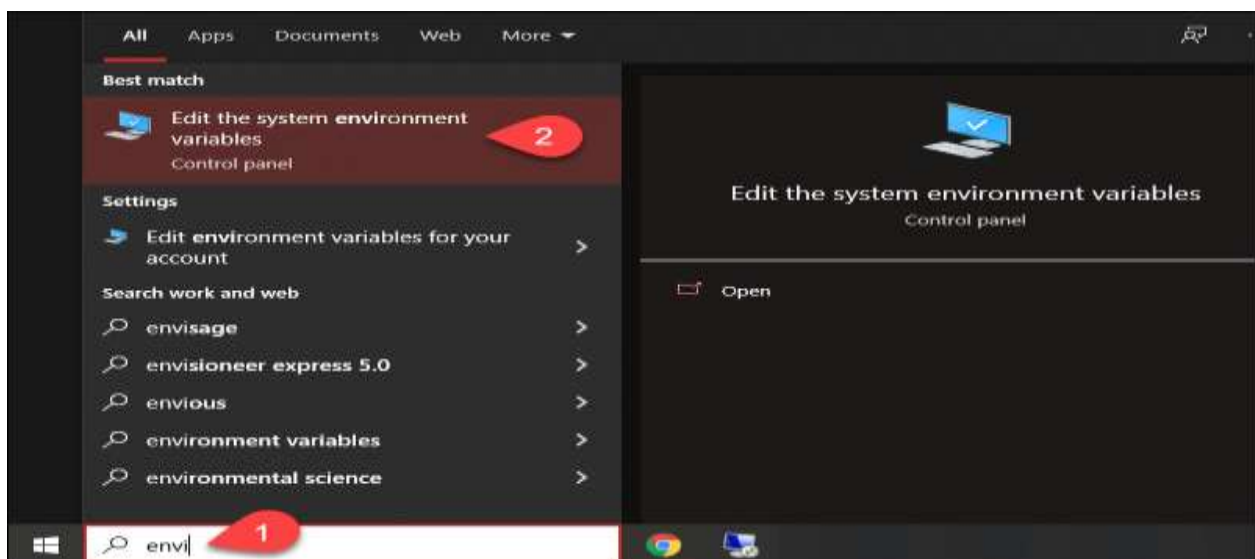 All Apps Documents Web More
Best match
Edit the system environment
variables
Control panel
2
Settings
Edit environment variables for your
account
Search work and web
envisage
envisioneer express 5.0
envious
environment variables
environmental science
envi
1
Edit the system environment variables
Control panel
Open